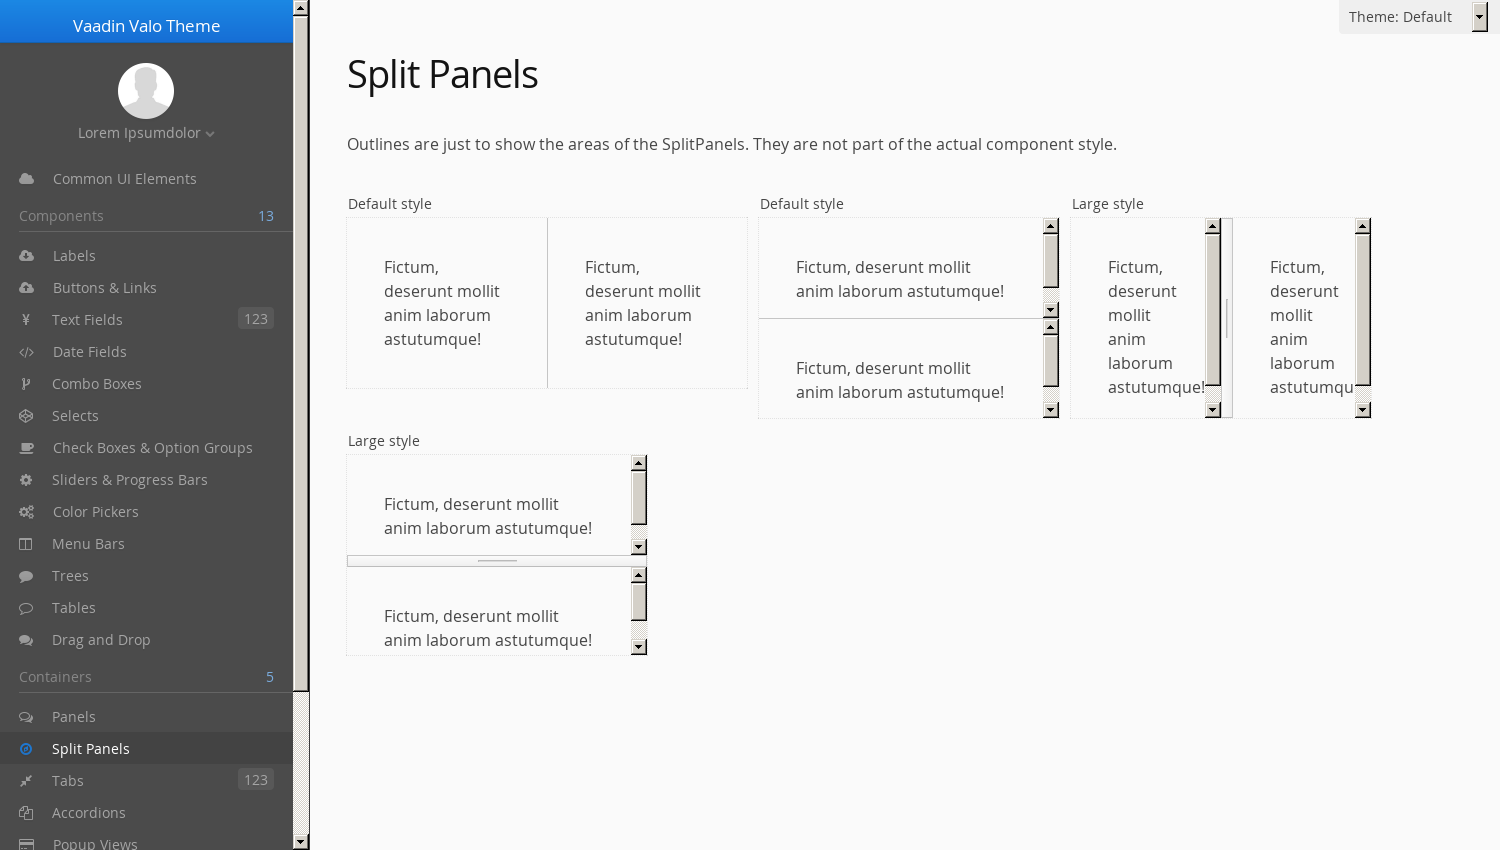 Vaadin Valo Theme
Lorem Ipsumdolor
Common UI Elements
Components 13
Labels
Buttons & Links
Text Fields 123
Date Fields
Combo Boxes
Selects
Check Boxes & Option Groups
Sliders & Progress Bars
Color Pickers
Menu Bars
Trees
Tables
Drag and Drop
Containers 5
Panels
Split Panels
Tabs 123
Accordions
Popup Views
Theme: Default
Split Panels
Outlines are just to show the areas of the SplitPanels. They are not part of the actual component style.
Default style
Fictum,
deserunt mollit
anim laborum
astutumque!
Fictum,
deserunt mollit
anim laborum
astutumque!
Default style
Fictum, deserunt mollit
anim laborum astutumque!
Fictum, deserunt mollit
anim laborum astutumque!
Large style
Fictum,
deserunt
mollit
anim
laborum
astutumque!
Fictum,
deserunt
mollit
anim
laborum
astutumqu
Large style
Fictum, deserunt mollit
anim laborum astutumque!
Fictum, deserunt mollit
anim laborum astutumque!